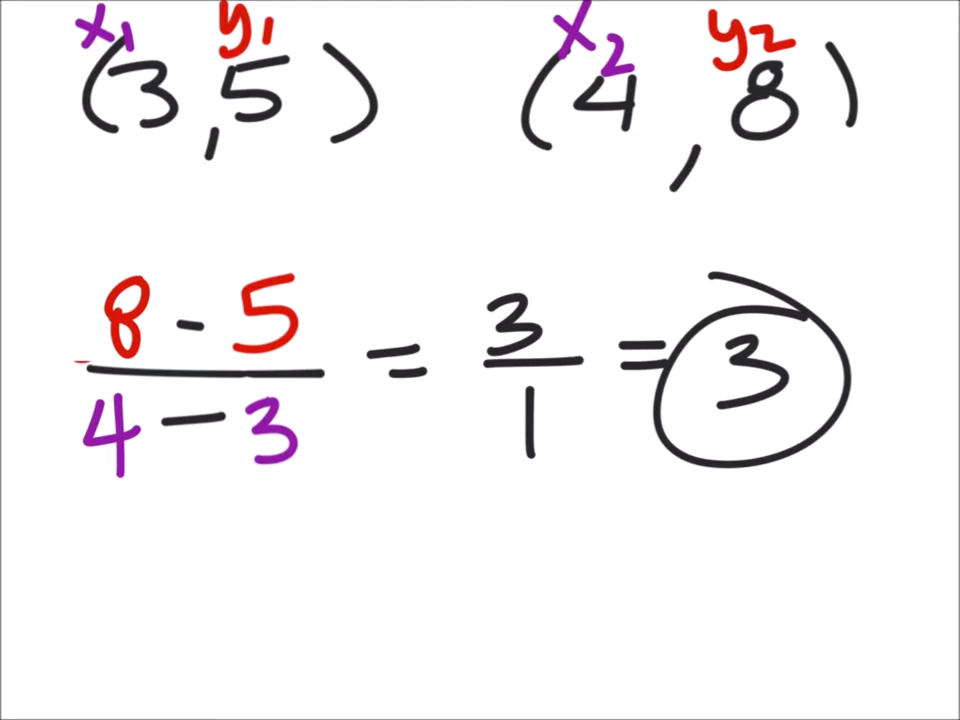 x1 y1 x2 y2
(3,5) (4,8)
8 - 5 / 4 - 3 = 3/1 = 3